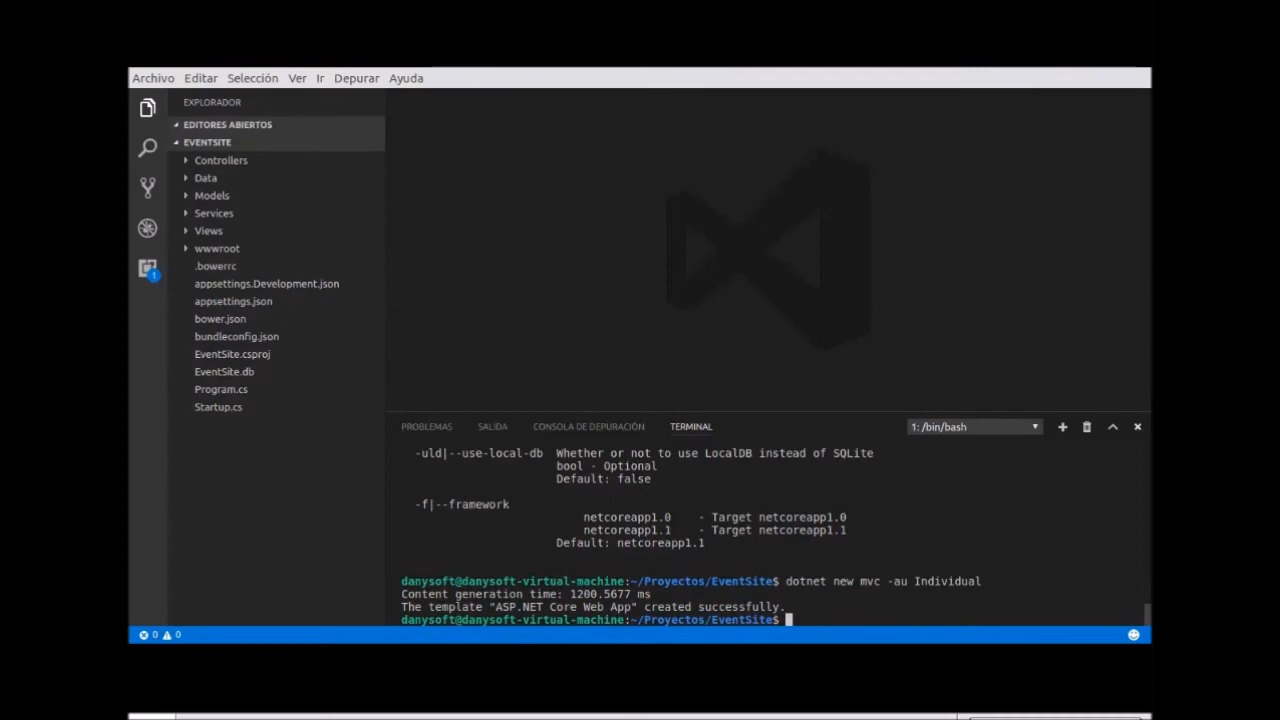 Archivo Editar Selección Ver Ir Depurar Ayuda
EXPLORADOR
EDITORES ABIERTOS
EVENTSITE
Controllers
Data
Models
Services
Views
wwwroot
.bowerrc
appsettings.Development.json
appsettings.json
bower.json
bundleconfig.json
EventSite.csproj
EventSite.db
Program.cs
Startup.cs
1
PROBLEMAS SALIDA CONSOLA DE DEPURACIÓN TERMINAL 1: /bin/bash
-uld|--use-local-db Whether or not to use LocalDB instead of SQLite
bool - Optional
Default: false
-f|--framework
netcoreapp1.0 - Target netcoreapp1.0
netcoreapp1.1 - Target netcoreapp1.1
Default: netcoreapp1.1
danysoft@danysoft-virtual-machine:~/Proyectos/EventSite$ dotnet new mvc -au Individual
Content generation time: 1200.5677 ms
The template "ASP.NET Core Web App" created successfully.
danysoft@danysoft-virtual-machine:~/Proyectos/EventSite$
0 0